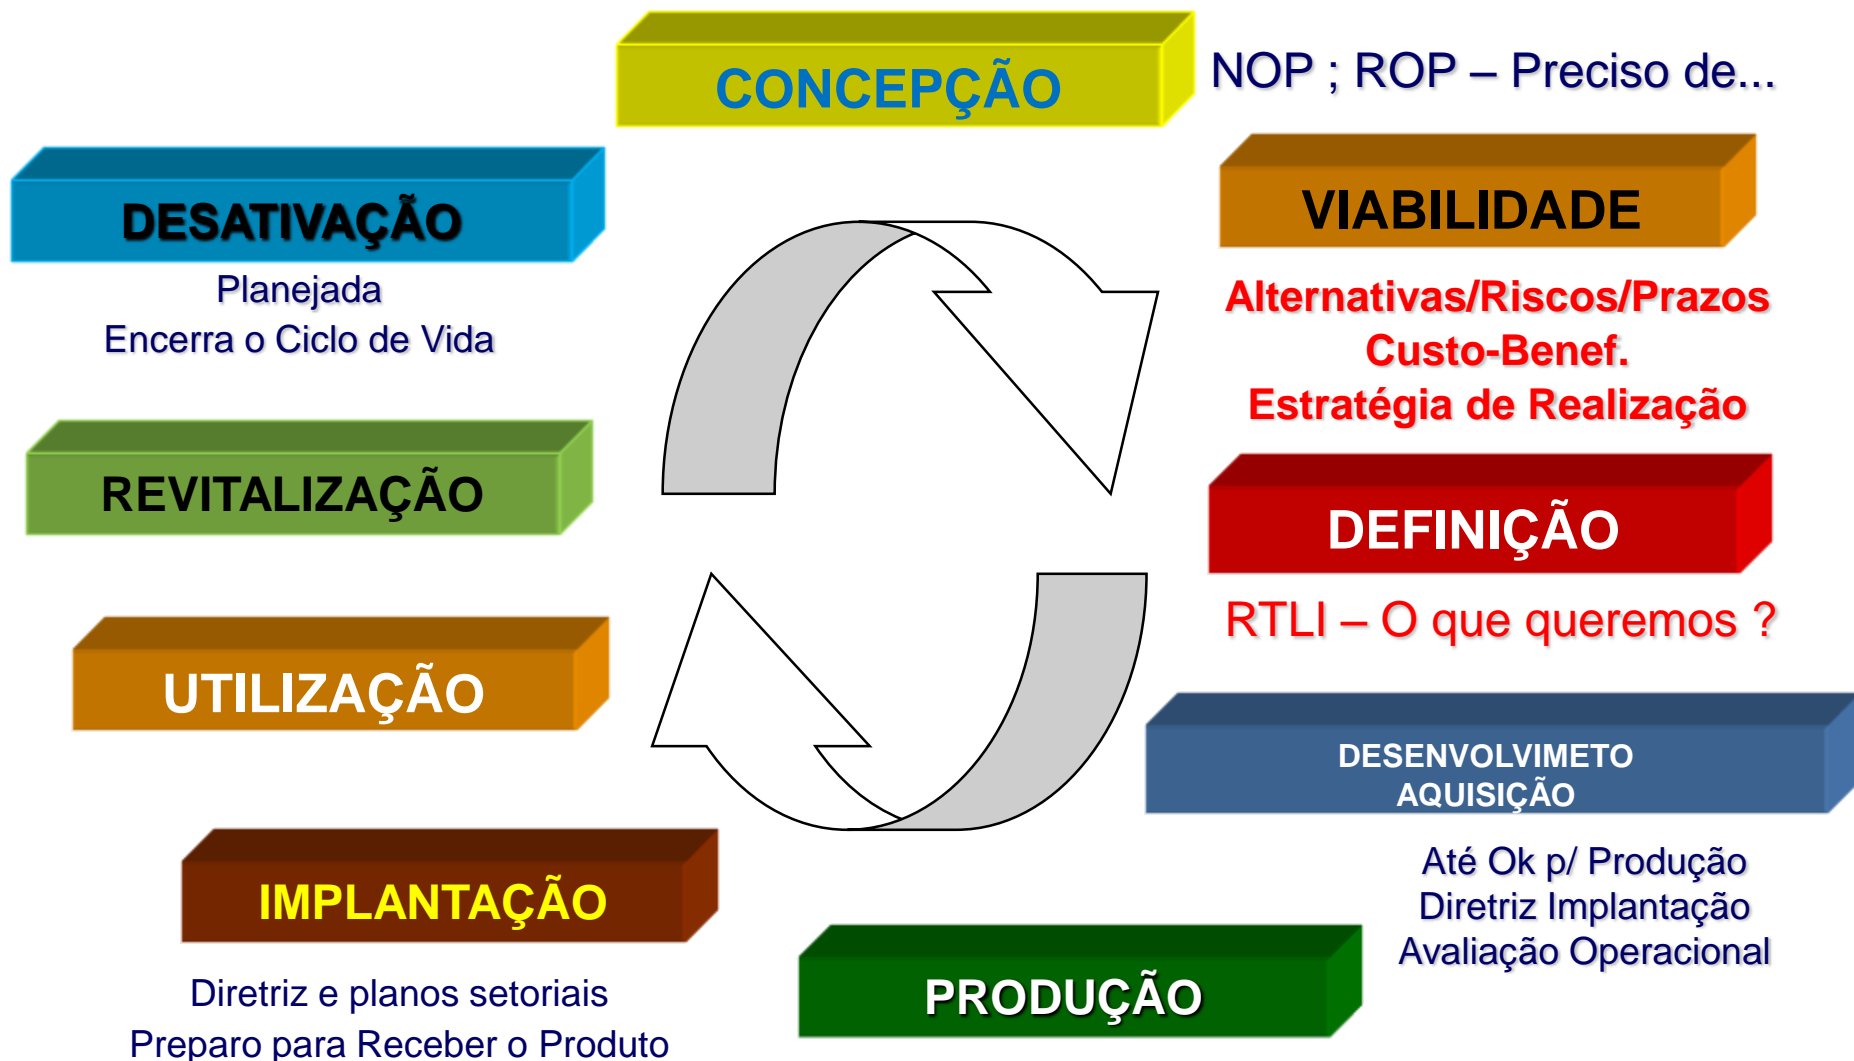 CONCEPÇÃO
NOP ; ROP – Preciso de...
VIABILIDADE
Alternativas/Riscos/Prazos
Custo-Benef.
Estratégia de Realização
DEFINIÇÃO
RTLI – O que queremos ?
DESENVOLVIMETO
AQUISIÇÃO
Até Ok p/ Produção
Diretriz Implantação
Avaliação Operacional
PRODUÇÃO
IMPLANTAÇÃO
Diretriz e planos setoriais
Preparo para Receber o Produto
UTILIZAÇÃO
REVITALIZAÇÃO
DESATIVAÇÃO
Planejada
Encerra o Ciclo de Vida